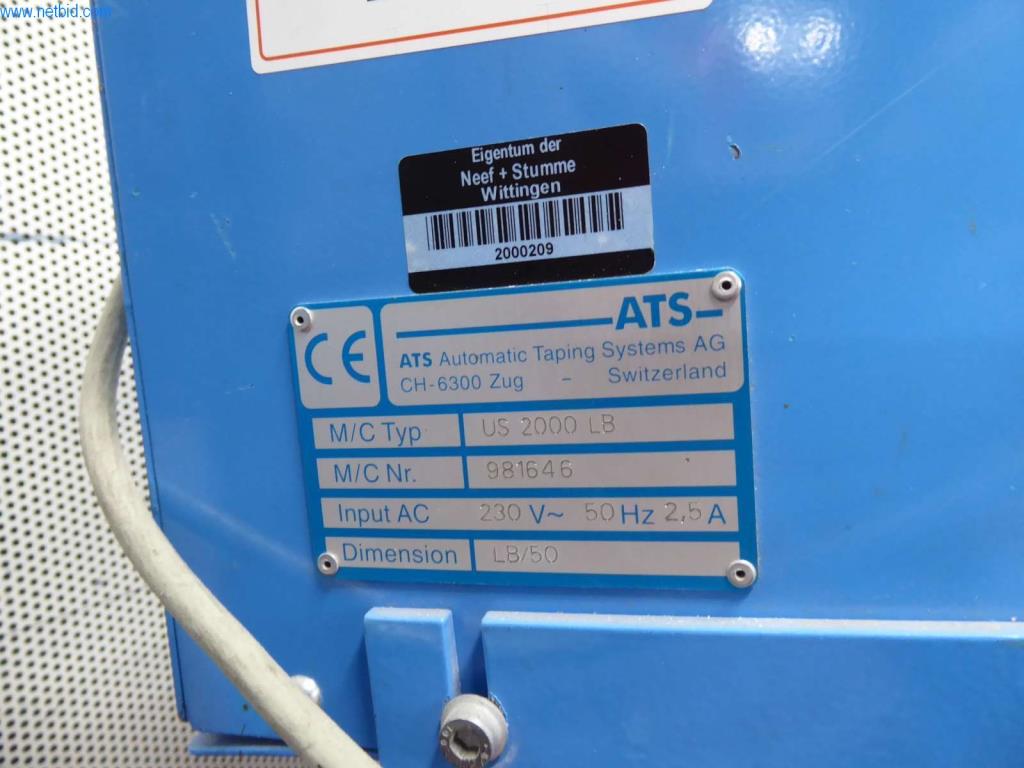 www.netbid.com
Eigentum der
Neef + Stumme
Wittingen
2000209
CE
ATS
ATS Automatic Taping Systems AG
CH-6300 Zug - Switzerland
M/C Typ US 2000 LB
M/C Nr. 981646
Input AC 230 V~ 50 Hz 2,5 A
Dimension LB/50